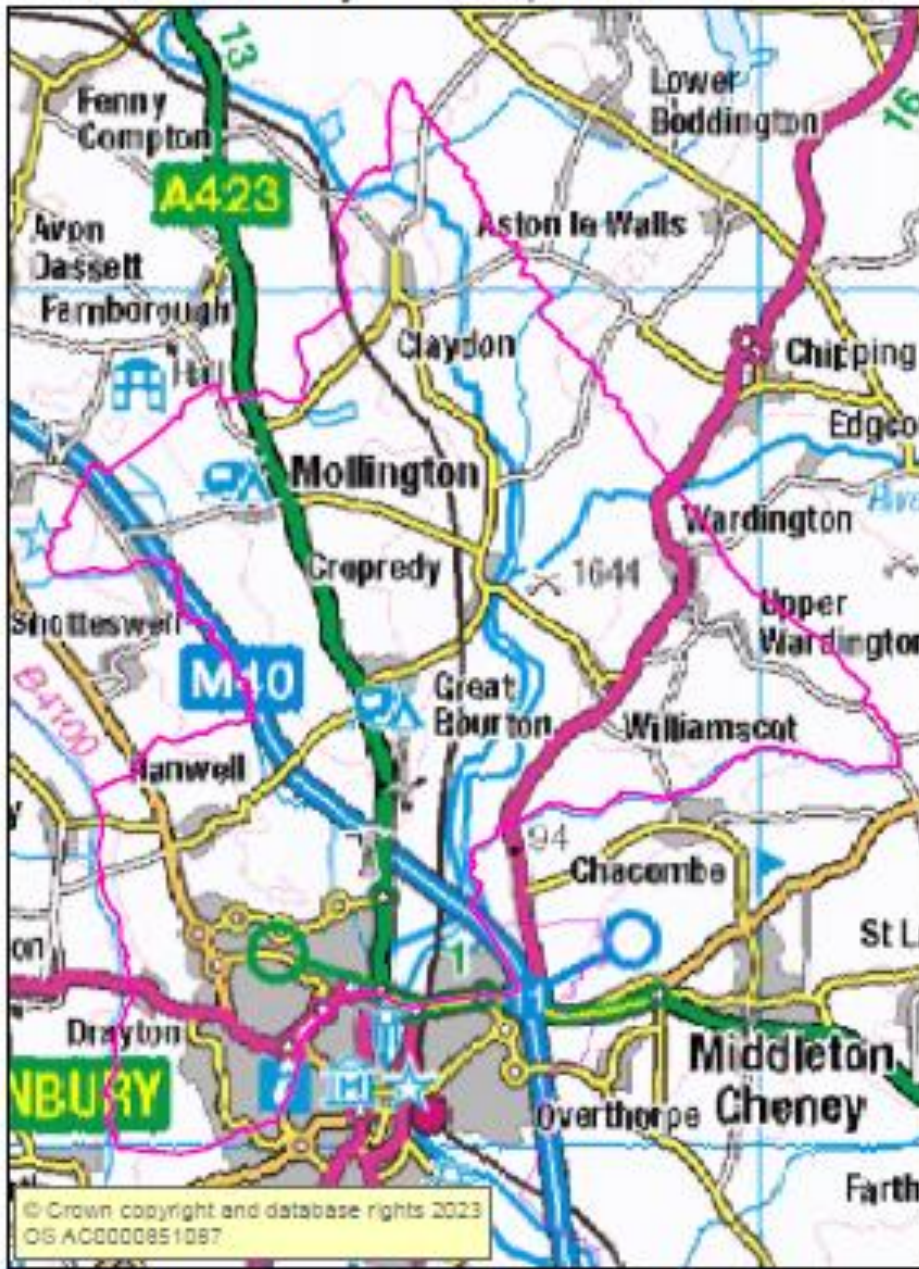 13
Fenny
Compton
Lower
Boddington
16
A423
Avon
Dassett
Aston le Walls
Farnborough
Hall
Claydon
Chipping
Edgco
Mollington
Wardington
Cropredy
1644
Upper
Wardington
Shotteswell
M40
B4100
Great
Bourton
Williamscot
Hanwell
94
Chacombe
St L
on
1
Drayton
Middleton
Cheney
NBURY
Overthorpe
Farth
© Crown copyright and database rights 2023
OS AC0000851087